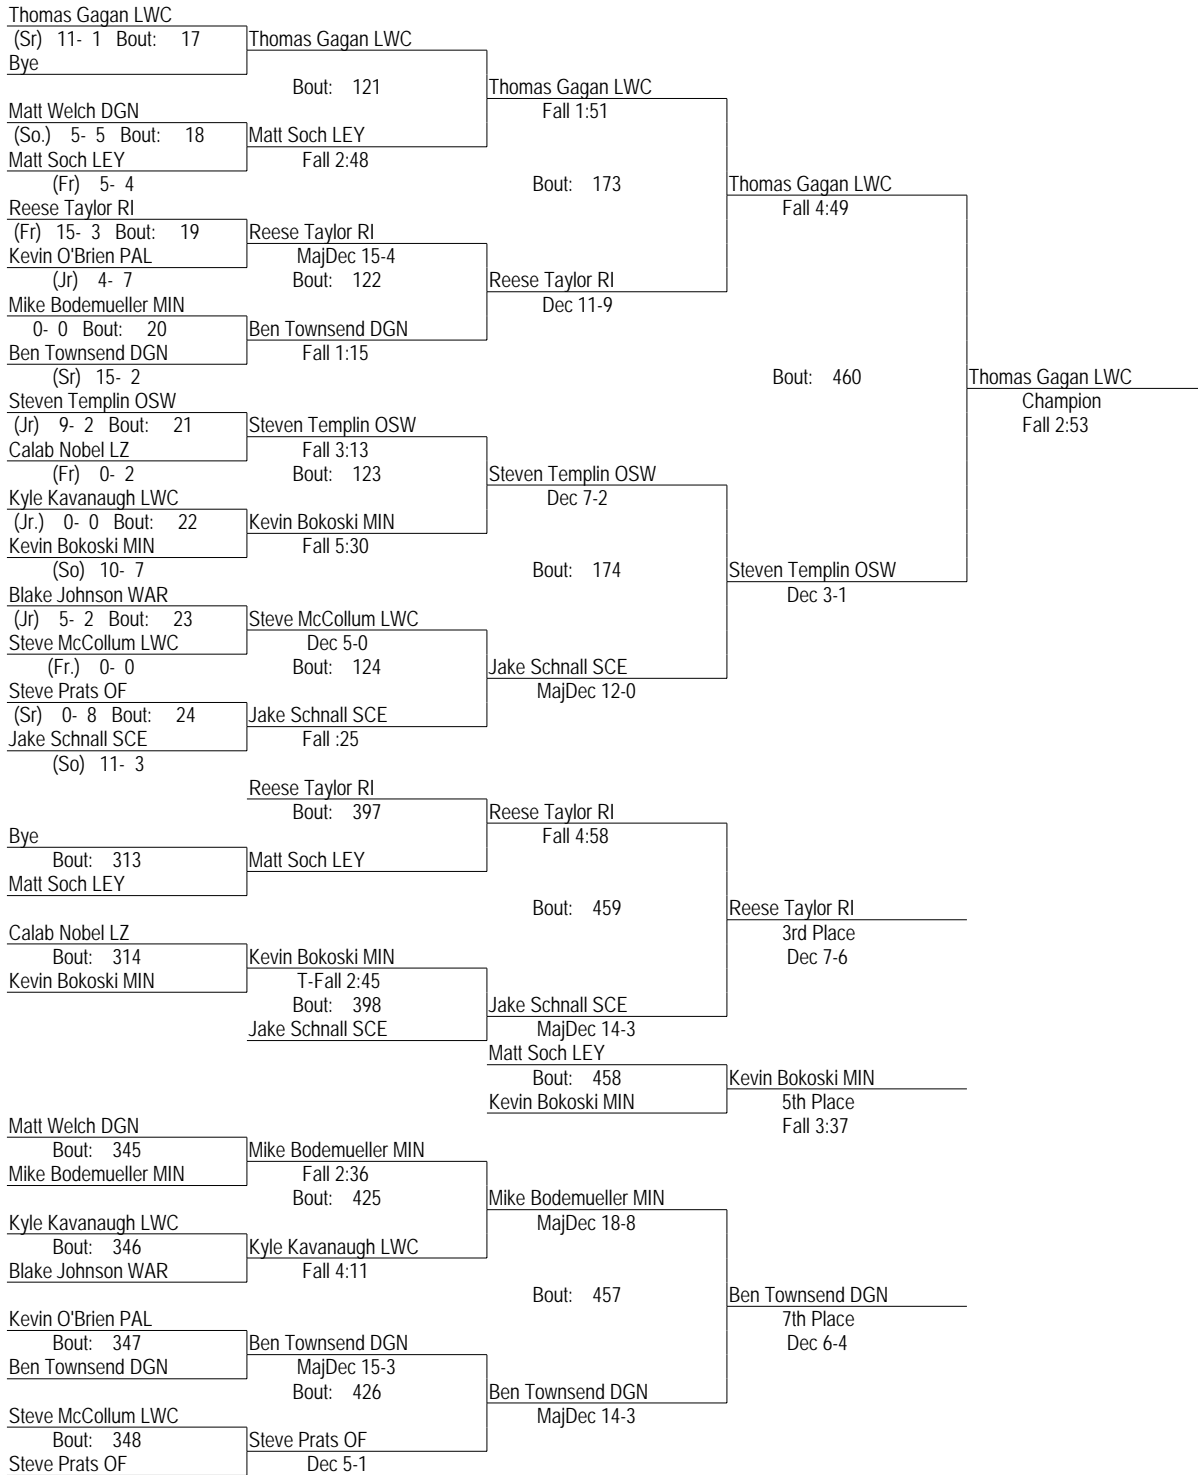 Thomas Gagan LWC
(Sr) 11- 1 Bout: 17 Thomas Gagan LWC
Bye
Bout: 121 Thomas Gagan LWC
Matt Welch DGN Fall 1:51
(So.) 5- 5 Bout: 18 Matt Soch LEY
Matt Soch LEY Fall 2:48
(Fr) 5- 4 Bout: 173 Thomas Gagan LWC
Reese Taylor RI Fall 4:49
(Fr) 15- 3 Bout: 19 Reese Taylor RI
Kevin O'Brien PAL MajDec 15-4
(Jr) 4- 7 Bout: 122 Reese Taylor RI
Mike Bodemueller MIN Dec 11-9
0- 0 Bout: 20 Ben Townsend DGN
Ben Townsend DGN Fall 1:15
(Sr) 15- 2 Bout: 460 Thomas Gagan LWC
Steven Templin OSW Champion
(Jr) 9- 2 Bout: 21 Steven Templin OSW Fall 2:53
Calab Nobel LZ Fall 3:13
(Fr) 0- 2 Bout: 123 Steven Templin OSW
Kyle Kavanaugh LWC Dec 7-2
(Jr.) 0- 0 Bout: 22 Kevin Bokoski MIN
Kevin Bokoski MIN Fall 5:30
(So) 10- 7 Bout: 174 Steven Templin OSW
Blake Johnson WAR Dec 3-1
(Jr) 5- 2 Bout: 23 Steve McCollum LWC
Steve McCollum LWC Dec 5-0
(Fr.) 0- 0 Bout: 124 Jake Schnall SCE
Steve Prats OF MajDec 12-0
(Sr) 0- 8 Bout: 24 Jake Schnall SCE
Jake Schnall SCE Fall :25
(So) 11- 3
Reese Taylor RI
Bout: 397 Reese Taylor RI
Bye Fall 4:58
Bout: 313 Matt Soch LEY
Matt Soch LEY
Bout: 459 Reese Taylor RI
Calab Nobel LZ 3rd Place
Bout: 314 Kevin Bokoski MIN Dec 7-6
Kevin Bokoski MIN T-Fall 2:45
Bout: 398 Jake Schnall SCE
Jake Schnall SCE MajDec 14-3
Matt Soch LEY
Bout: 458 Kevin Bokoski MIN
Kevin Bokoski MIN 5th Place
Matt Welch DGN Fall 3:37
Bout: 345 Mike Bodemueller MIN
Mike Bodemueller MIN Fall 2:36
Bout: 425 Mike Bodemueller MIN
Kyle Kavanaugh LWC MajDec 18-8
Bout: 346 Kyle Kavanaugh LWC
Blake Johnson WAR Fall 4:11
Bout: 457 Ben Townsend DGN
Kevin O'Brien PAL 7th Place
Bout: 347 Ben Townsend DGN Dec 6-4
Ben Townsend DGN MajDec 15-3
Bout: 426 Ben Townsend DGN
Steve McCollum LWC MajDec 14-3
Bout: 348 Steve Prats OF
Steve Prats OF Dec 5-1